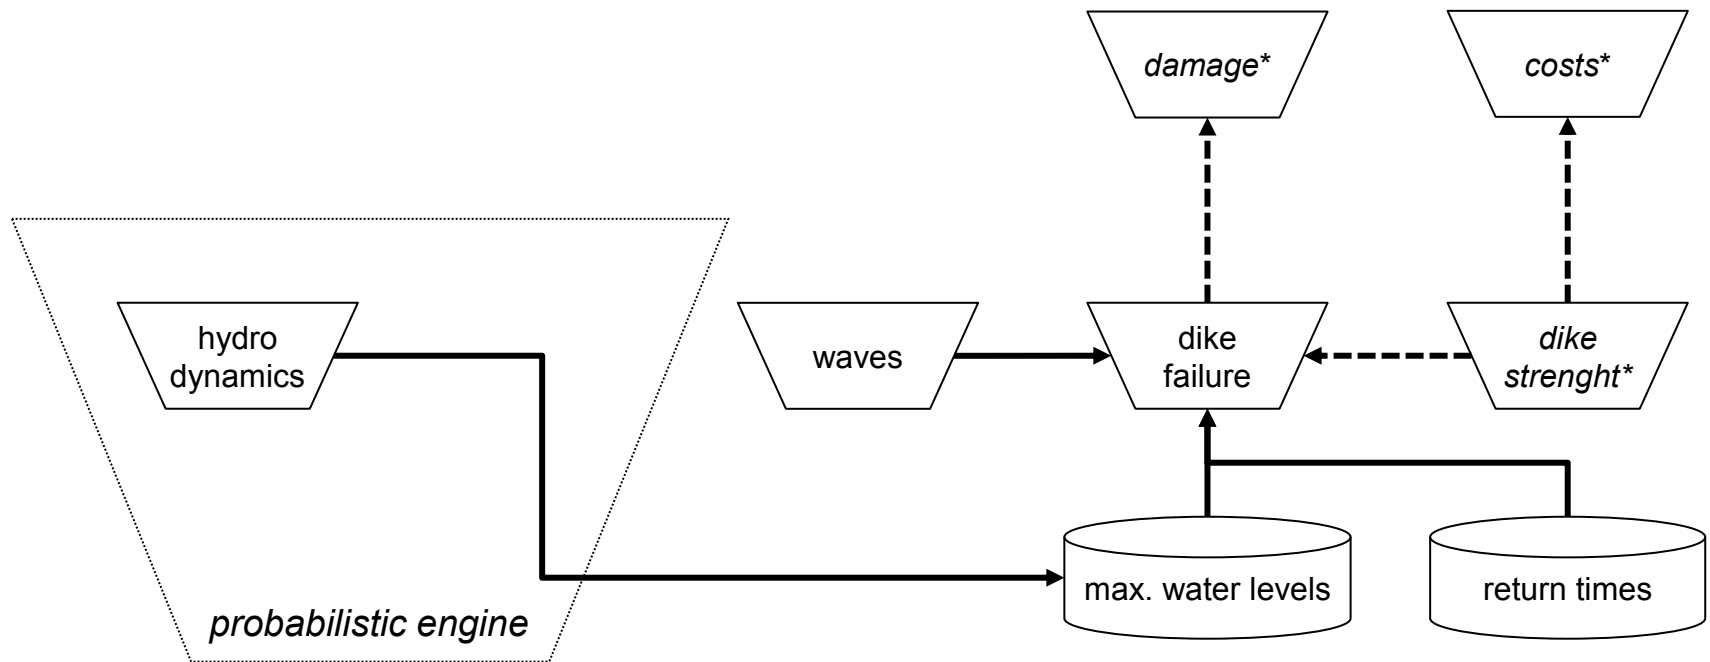 damage*
costs*
hydro
dynamics
waves
dike
failure
dike
strenght*
max. water levels
return times
probabilistic engine